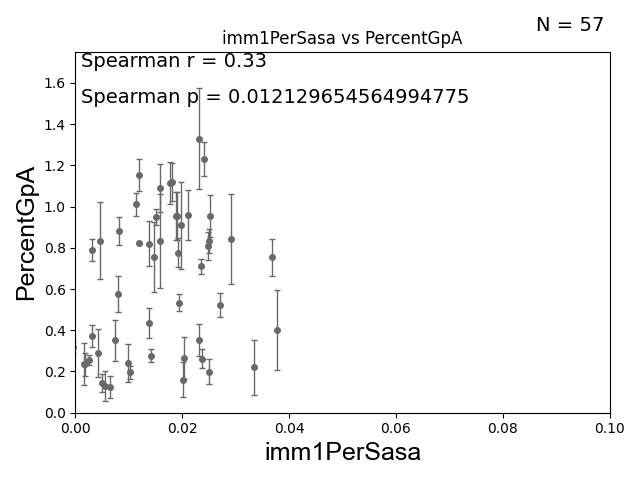 N = 57
imm1PerSasa vs PercentGpA
Spearman r = 0.33
Spearman p = 0.012129654564994775
1.6
1.4
1.2
1.0
0.8
0.6
0.4
0.2
0.0
PercentGpA
0.00 0.02 0.04 0.06 0.08 0.10
imm1PerSasa